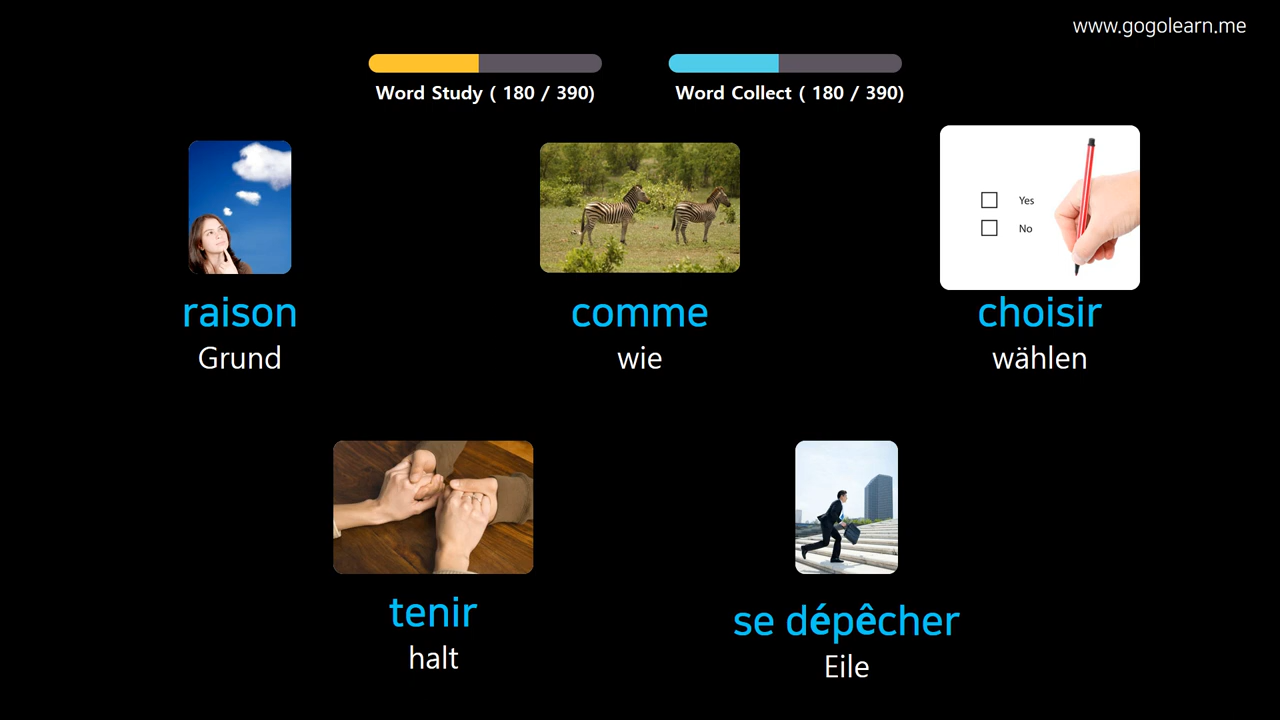 www.gogolearn.me
Word Study ( 180 / 390)
Word Collect ( 180 / 390)
Yes
No
raison
Grund
comme
wie
choisir
wählen
tenir
halt
se dépêcher
Eile